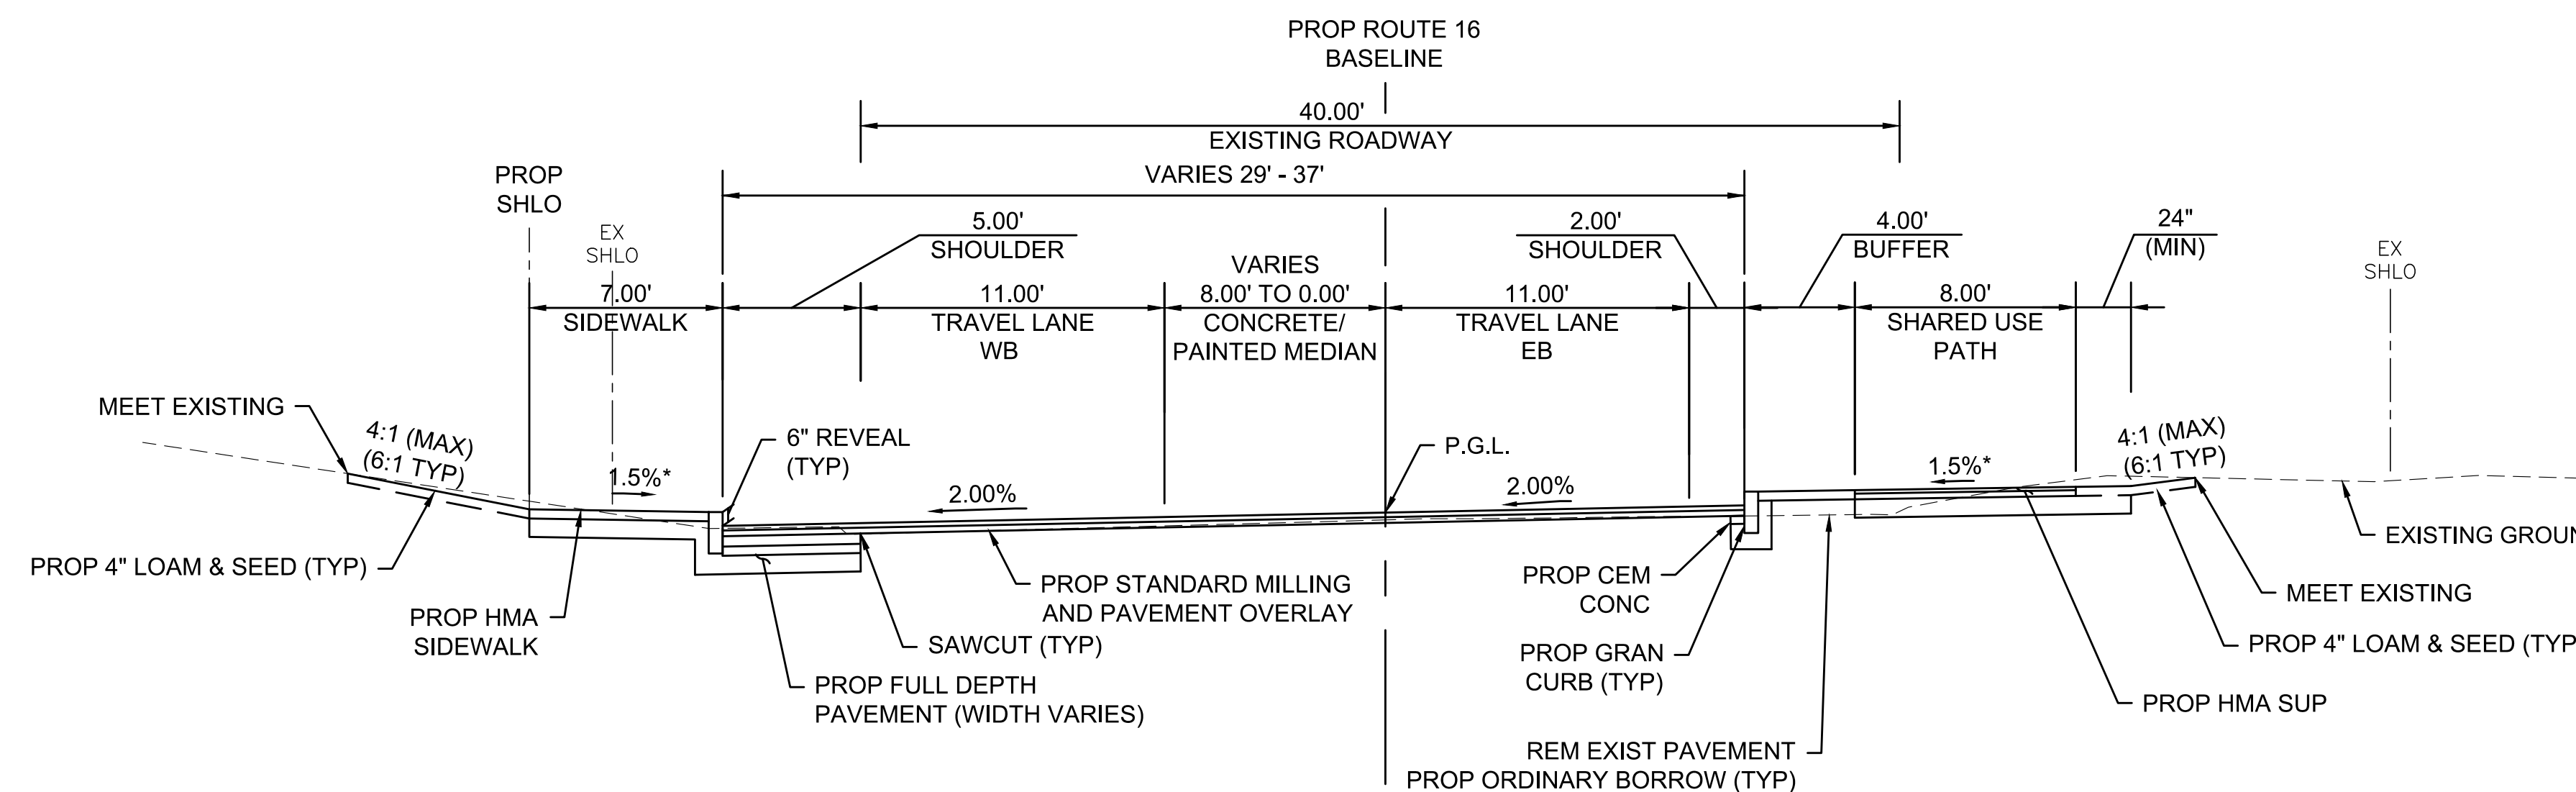 PROP ROUTE 16
BASELINE
40.00'
EXISTING ROADWAY
VARIES 29' - 37'
PROP
SHLO
EX
SHLO
5.00'
SHOULDER
2.00'
SHOULDER
4.00'
BUFFER
24"
(MIN)
EX
SHLO
7.00'
SIDEWALK
11.00'
TRAVEL LANE
WB
VARIES
8.00' TO 0.00'
CONCRETE/
PAINTED MEDIAN
11.00'
TRAVEL LANE
EB
8.00'
SHARED USE
PATH
MEET EXISTING
4:1 (MAX)
(6:1 TYP)
1.5%*
6" REVEAL
(TYP)
2.00%
P.G.L.
2.00%
1.5%*
4:1 (MAX)
(6:1 TYP)
PROP 4" LOAM & SEED (TYP)
PROP HMA
SIDEWALK
PROP FULL DEPTH
PAVEMENT (WIDTH VARIES)
SAWCUT (TYP)
PROP STANDARD MILLING
AND PAVEMENT OVERLAY
PROP CEM
CONC
PROP GRAN
CURB (TYP)
REM EXIST PAVEMENT
PROP ORDINARY BORROW (TYP)
EXISTING GROUN
MEET EXISTING
PROP 4" LOAM & SEED (TYP
PROP HMA SUP